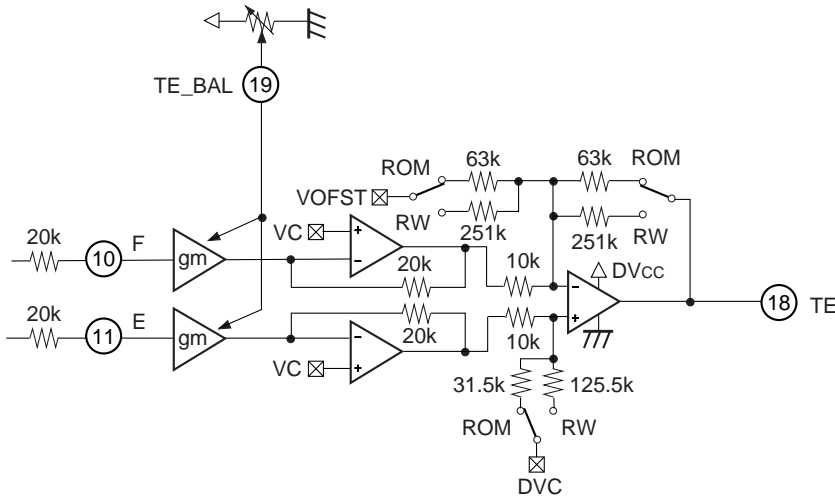 TE_BAL
19
ROM
63k
63k
ROM
VOFST
RW
251k
251k
RW
VC
+
−
20k
10
F
gm
20k
10k
DVCC
−
+
18
TE
20k
11
E
gm
20k
10k
−
+
VC
31.5k
125.5k
ROM
RW
DVC